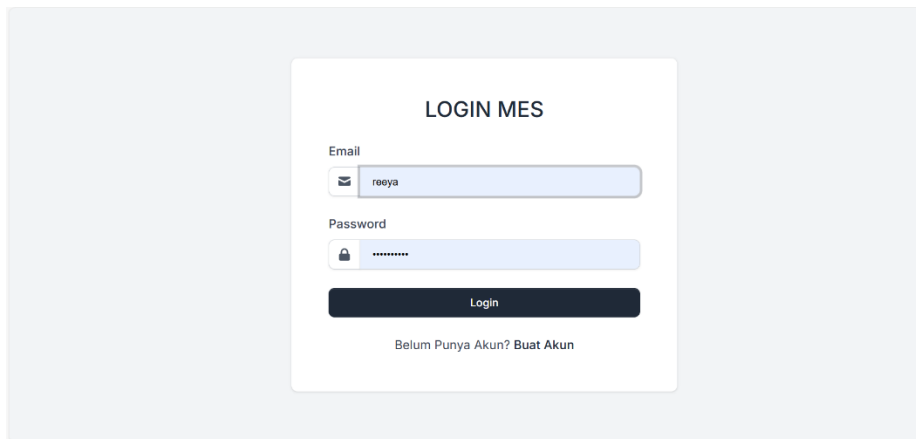 LOGIN MES
Email
reeya
Password
••••••••••
Login
Belum Punya Akun? Buat Akun